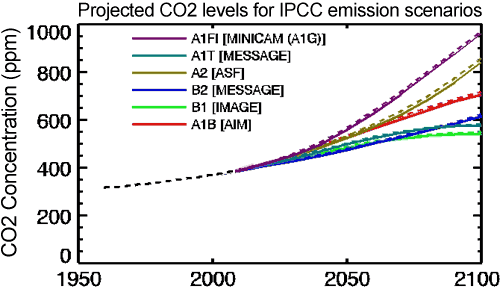 Projected CO2 levels for IPCC emission scenarios
CO2 Concentration (ppm)
1000
800
600
400
200
0
A1FI [MINICAM (A1G)]
A1T [MESSAGE]
A2 [ASF]
B2 [MESSAGE]
B1 [IMAGE]
A1B [AIM]
1950 2000 2050 2100